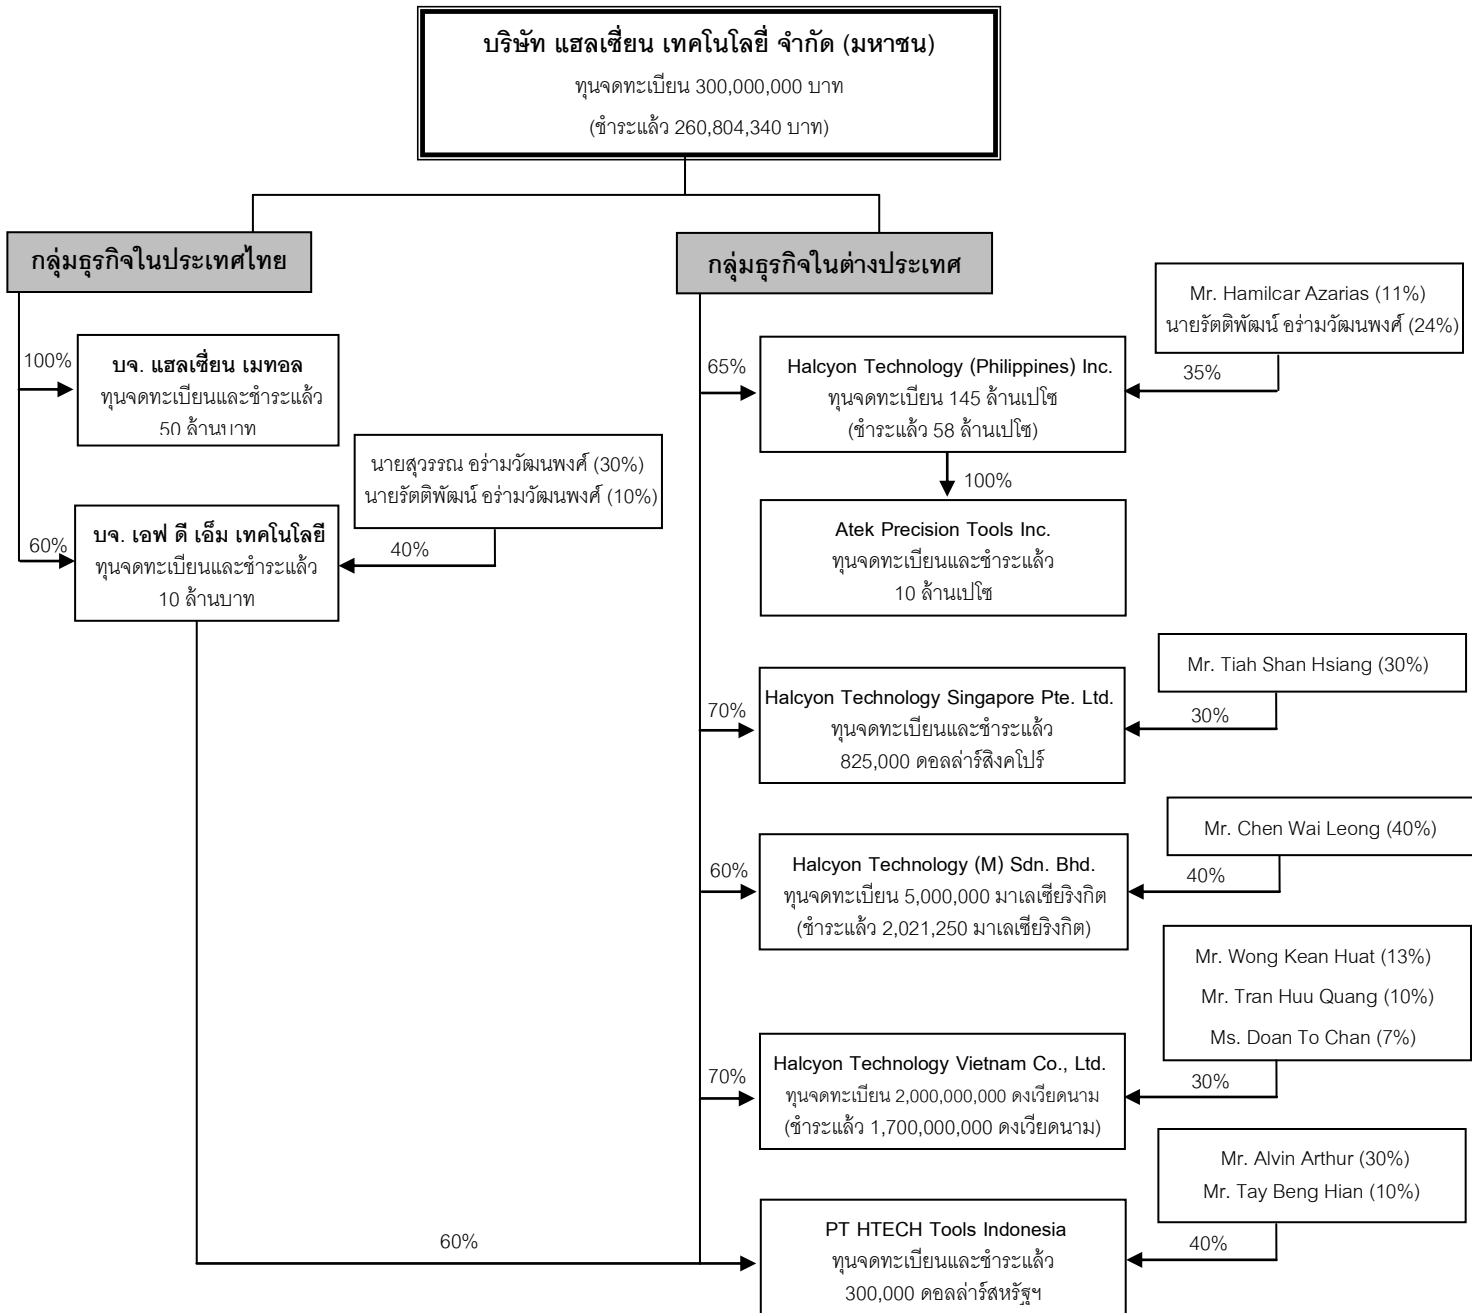 บริษัท แฮลเซี่ยน เทคโนโลยี่ จำกัด (มหาชน)
ทุนจดทะเบียน 300,000,000 บาท
(ชำระแล้ว 260,804,340 บาท)
กลุ่มธุรกิจในประเทศไทย
100%
บจ. แฮลเซี่ยน เมทอล
ทุนจดทะเบียนและชำระแล้ว
50 ล้านบาท
นายสุวรรณ อร่ามวัฒนพงศ์ (30%)
นายรัตติพัฒน์ อร่ามวัฒนพงศ์ (10%)
40%
60%
บจ. เอฟ ดี เอ็ม เทคโนโลยี
ทุนจดทะเบียนและชำระแล้ว
10 ล้านบาท
60%
กลุ่มธุรกิจในต่างประเทศ
Mr. Hamilcar Azarias (11%)
นายรัตติพัฒน์ อร่ามวัฒนพงศ์ (24%)
35%
65%
Halcyon Technology (Philippines) Inc.
ทุนจดทะเบียน 145 ล้านเปโซ
(ชำระแล้ว 58 ล้านเปโซ)
100%
Atek Precision Tools Inc.
ทุนจดทะเบียนและชำระแล้ว
10 ล้านเปโซ
Mr. Tiah Shan Hsiang (30%)
30%
70%
Halcyon Technology Singapore Pte. Ltd.
ทุนจดทะเบียนและชำระแล้ว
825,000 ดอลล่าร์สิงคโปร์
Mr. Chen Wai Leong (40%)
40%
60%
Halcyon Technology (M) Sdn. Bhd.
ทุนจดทะเบียน 5,000,000 มาเลเซียริงกิต
(ชำระแล้ว 2,021,250 มาเลเซียริงกิต)
Mr. Wong Kean Huat (13%)
Mr. Tran Huu Quang (10%)
Ms. Doan To Chan (7%)
30%
70%
Halcyon Technology Vietnam Co., Ltd.
ทุนจดทะเบียน 2,000,000,000 ดงเวียดนาม
(ชำระแล้ว 1,700,000,000 ดงเวียดนาม)
Mr. Alvin Arthur (30%)
Mr. Tay Beng Hian (10%)
40%
PT HTECH Tools Indonesia
ทุนจดทะเบียนและชำระแล้ว
300,000 ดอลล่าร์สหรัฐฯ